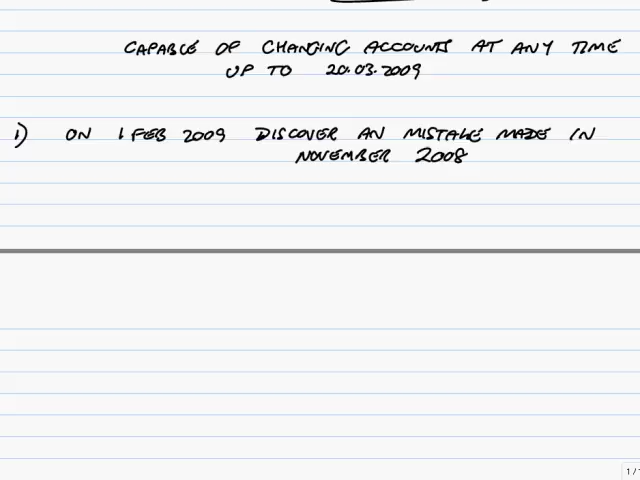 CAPABLE OF CHANGING ACCOUNTS AT ANY TIME
UP TO 20.03.2009
i) ON 1 FEB 2009 DISCOVER AN MISTAKE MADE IN
NOVEMBER 2008
1/1